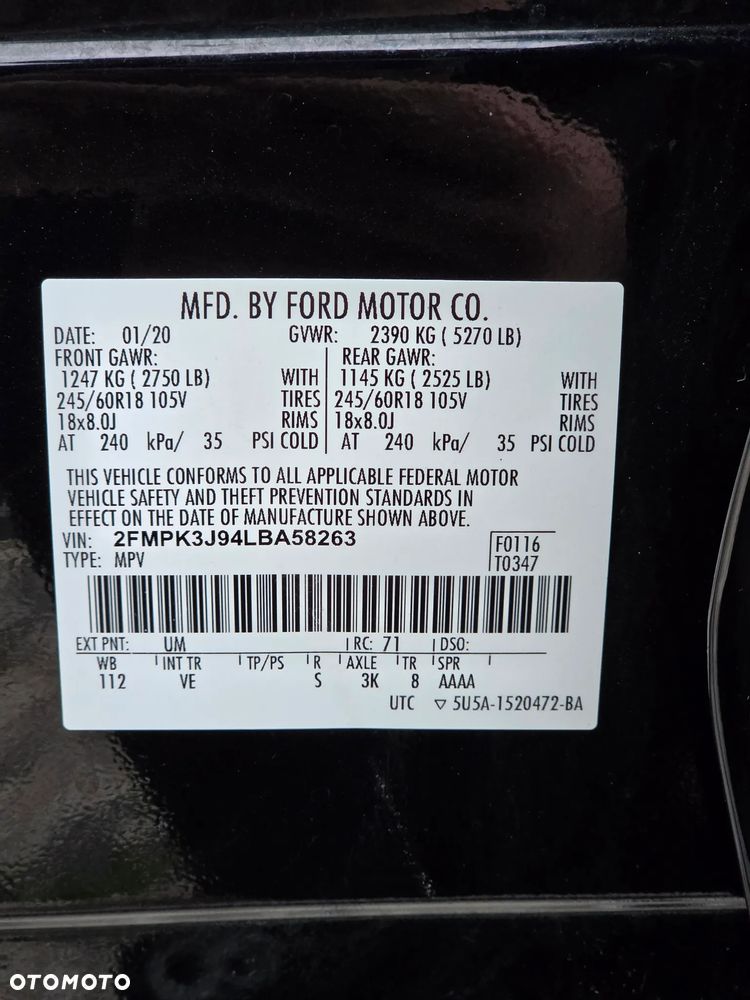 MFD. BY FORD MOTOR CO.
DATE: 01/20 GVWR: 2390 KG ( 5270 LB)
FRONT GAWR: REAR GAWR:
1247 KG ( 2750 LB) WITH 1145 KG ( 2525 LB) WITH
245/60R18 105V TIRES 245/60R18 105V TIRES
18x8.0J RIMS 18x8.0J RIMS
AT 240 kPa/ 35 PSI COLD AT 240 kPa/ 35 PSI COLD
THIS VEHICLE CONFORMS TO ALL APPLICABLE FEDERAL MOTOR
VEHICLE SAFETY AND THEFT PREVENTION STANDARDS IN
EFFECT ON THE DATE OF MANUFACTURE SHOWN ABOVE.
VIN: 2FMPK3J94LBA58263 F0116
TYPE: MPV T0347
EXT PNT: UM RC: 71 DSO:
WB INT TR TP/PS R AXLE TR SPR
112 VE S 3K 8 AAAA
UTC ▽ 5U5A-1520472-BA
OTOMOTO